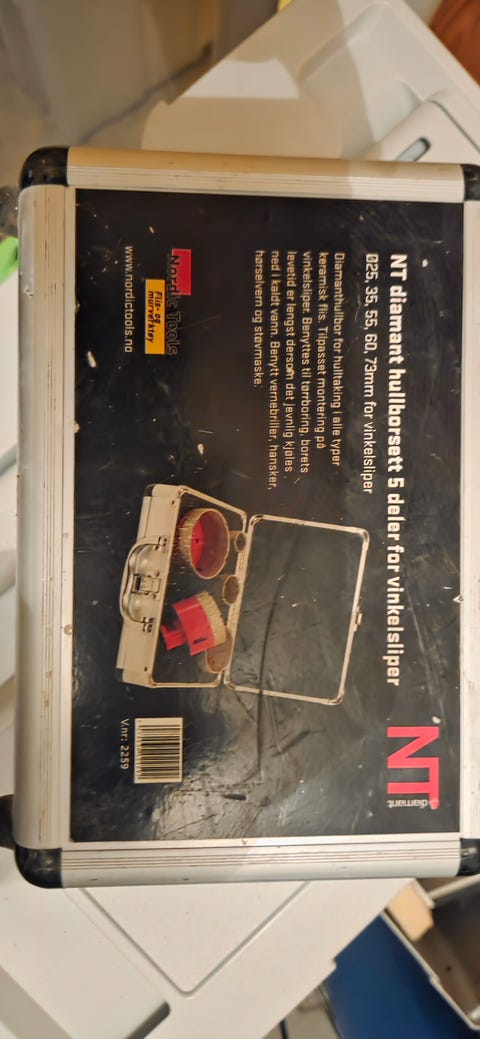 NT diamant hullborsett 5 deler for vinkelsliper
Ø25, 35, 55, 60, 73mm for vinkelsliper
Diamanthullbor for hulltaking i alle typer
keramisk flis. Tilpasset montering på
vinkelsliper. Benyttes til tørrboring, borets
levetid er lengst dersom det jevnlig kjøles
ned i kaldt vann. Benytt vernebriller, hansker,
hørselvern og støvmaske.
Nordic Tools
Flis- og
murverktøy
www.nordictools.no
NT
diamant
V.nr: 2259